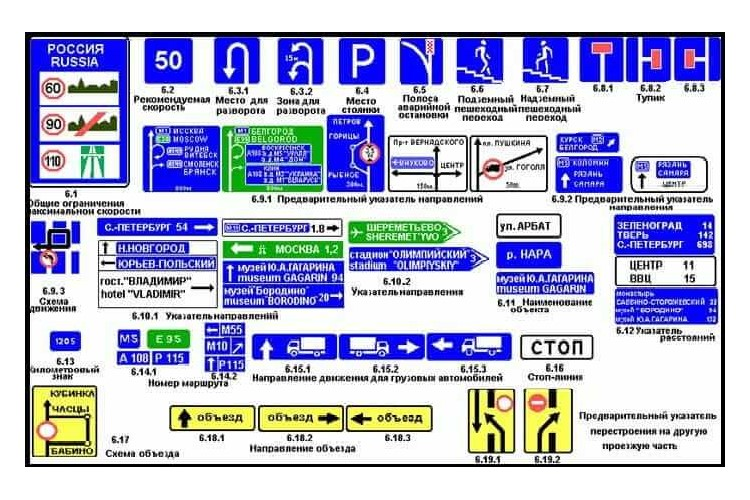 РОССИЯ
RUSSIA
60
90
110
6.1
Общие ограничения
максимальной скорости
50
6.2
Рекомендуемая
скорость
6.3.1
Место для
разворота
15м
6.3.2
Зона для
разворота
P
6.4
Место
стоянки
6.5
Полоса
аварийной
остановки
6.6
Подземный
пешеходный
переход
6.7
Надземный
пешеходный
переход
6.8.1
6.8.2
6.8.3
Тупик
МОСКВА
MOSCOW
РУДНЯ
ВИТЕБСК
СМОЛЕНСК
БРЯНСК
БЕЛГОРОД
BELGOROD
ПЕТРОВ
ГОРИЦЫ
РЫБНОЕ
Пр-т ВЕРНАДСКОГО
ВНУКОВО
ЦЕНТР
пл. ПУШКИНА
ул. ГОГОЛЯ
6.9.1 Предварительный указатель направлений
КУРСК
БЕЛГОРОД
КОЛОМНА
РЯЗАНЬ
САМАРА
РЯЗАНЬ
САМАРА
ЦЕНТР
6.9.2 Предварительный указатель
направления
6.9.3
Схема
движения
С.-ПЕТЕРБУРГ 54
Н.НОВГОРОД
ЮРЬЕВ-ПОЛЬСКИЙ
гост."ВЛАДИМИР"
hotel "VLADIMIR"
С.-ПЕТЕРБУРГ 1.8
МОСКВА 1,2
музей Ю.А.ГАГАРИНА
museum GAGARIN 94
музей"Бородино"
museum"BORODINO" 20
6.10.1 Указатель направлений
ШЕРЕМЕТЬЕВО
SHEREMET'YVO
стадион "ОЛИМПИЙСКИЙ"
stadium "OLIMPIYSKIY"
6.10.2
Указатель направления
ул. АРБАТ
р. НАРА
музей Ю.А.ГАГАРИНА
museum GAGARIN
6.11 Наименование
объекта
ЗЕЛЕНОГРАД 14
ТВЕРЬ 142
С.-ПЕТЕРБУРГ 698
ЦЕНТР 11
ВВЦ 15
монастырь
САВВИНО-СТОРОЖЕВСКИЙ
музей "БОРОДИНО"
музей Ю.А.ГАГАРИНА
6.12 Указатель
расстояний
1205
6.13
Километровый
знак
M5
E 95
A 108
P 115
6.14.1
M55
M10
P115
6.14.2
Номер маршрута
6.15.1
6.15.2
6.15.3
Направление движения для грузовых автомобилей
СТОП
6.16
Стоп-линия
КУБИНКА
ЧАСЦЫ
БАБИНО
6.17
Схема объезда
объезд
6.18.1
объезд
6.18.2
объезд
6.18.3
Направление объезда
6.19.1
6.19.2
Предварительный указатель
перестроения на другую
проезжую часть